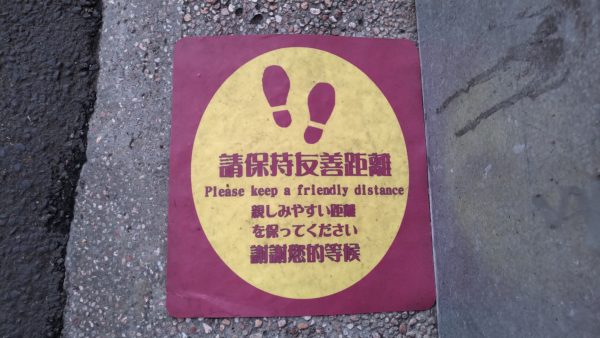 請保持友善距離
Please keep a friendly distance
親しみやすい距離
を保ってください
謝謝您的等候